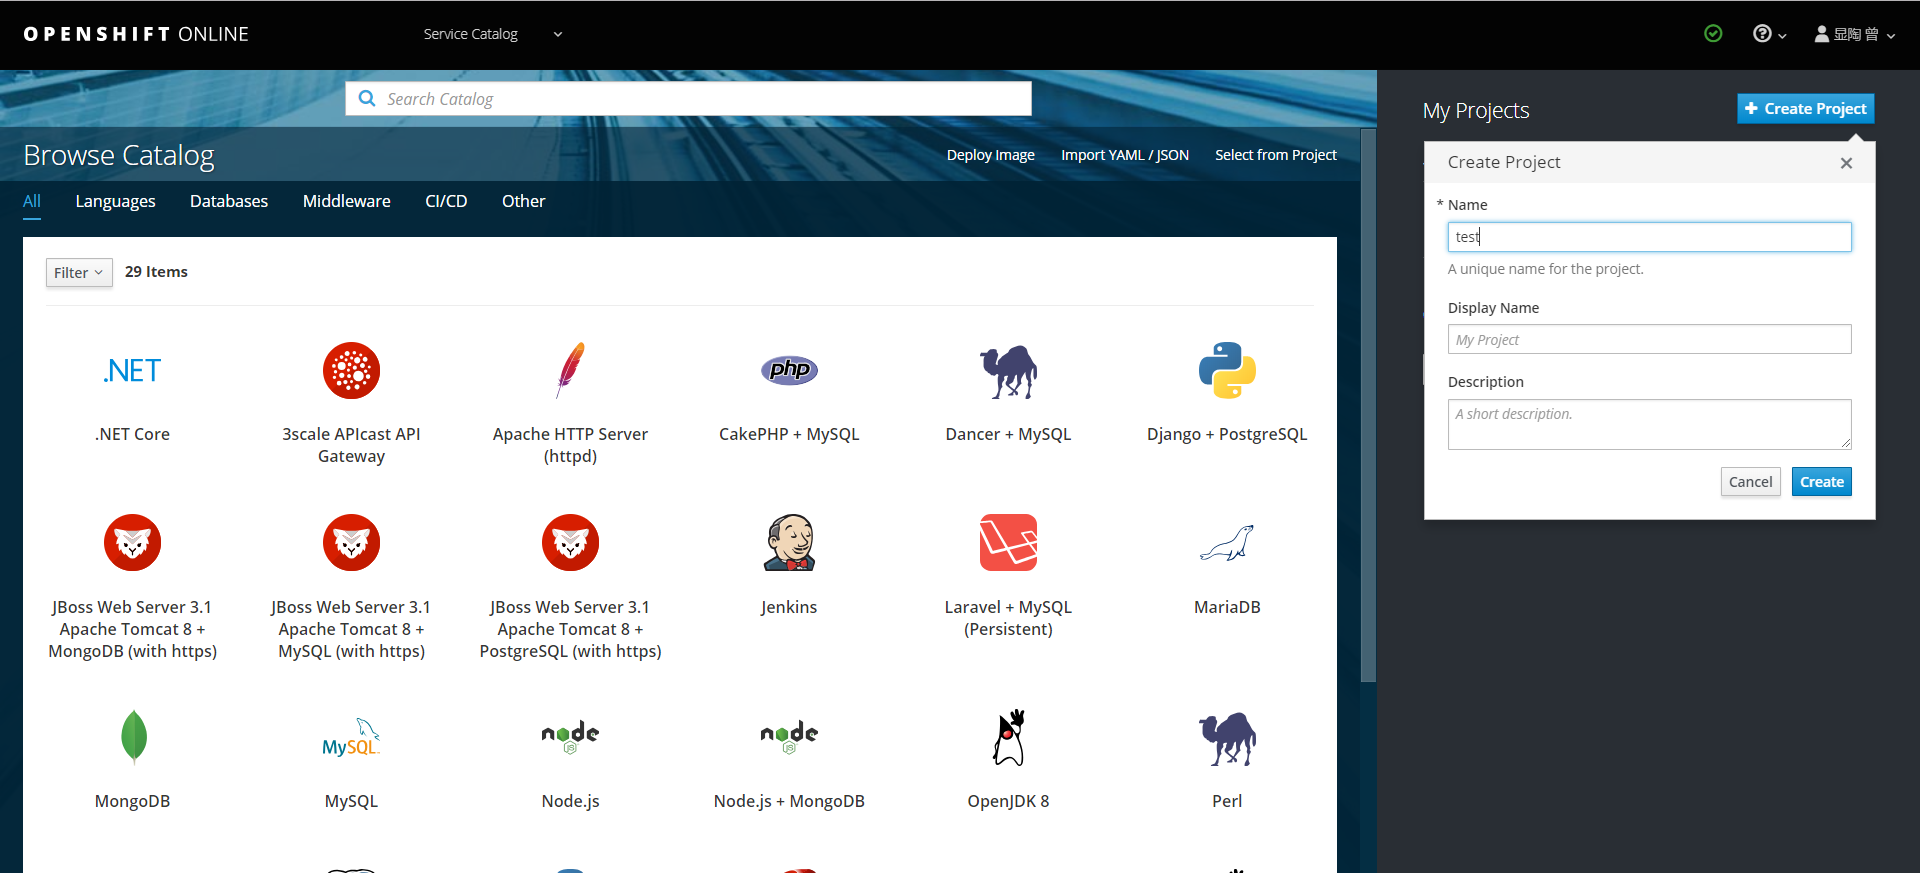 OPENSHIFT ONLINE
Service Catalog
显陶 曾
Search Catalog
My Projects
Create Project
Browse Catalog
Deploy Image
Import YAML / JSON
Select from Project
All
Languages
Databases
Middleware
CI/CD
Other
Filter
29 Items
.NET
php
.NET Core
3scale APIcast API
Gateway
Apache HTTP Server
(httpd)
CakePHP + MySQL
Dancer + MySQL
Django + PostgreSQL
JBoss Web Server 3.1
Apache Tomcat 8 +
MongoDB (with https)
JBoss Web Server 3.1
Apache Tomcat 8 +
MySQL (with https)
JBoss Web Server 3.1
Apache Tomcat 8 +
PostgreSQL (with https)
Jenkins
Laravel + MySQL
(Persistent)
MariaDB
MySQL
node
JS
node
JS
MongoDB
MySQL
Node.js
Node.js + MongoDB
OpenJDK 8
Perl
Create Project
* Name
test
A unique name for the project.
Display Name
My Project
Description
A short description.
Cancel
Create